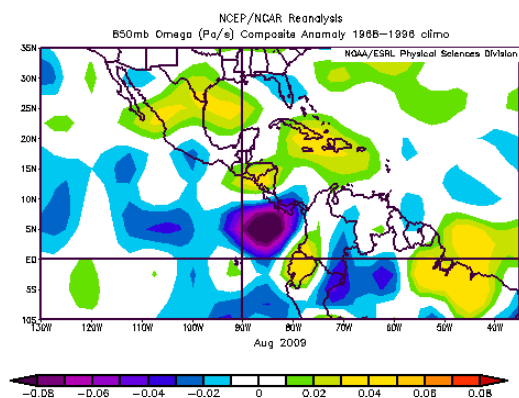 NCEP/NCAR Reanalysis
850mb Omega (Pa/s) Composite Anomaly 1968-1996 climo
NOAA/ESRL Physical Sciences Division
35N
30N
25N
20N
15N
10N
5N
EQ
5S
10S
130W 120W 110W 100W 90W 80W 70W 60W 50W 40W
Aug 2009
-0.08 -0.06 -0.04 -0.02 0 0.02 0.04 0.06 0.08